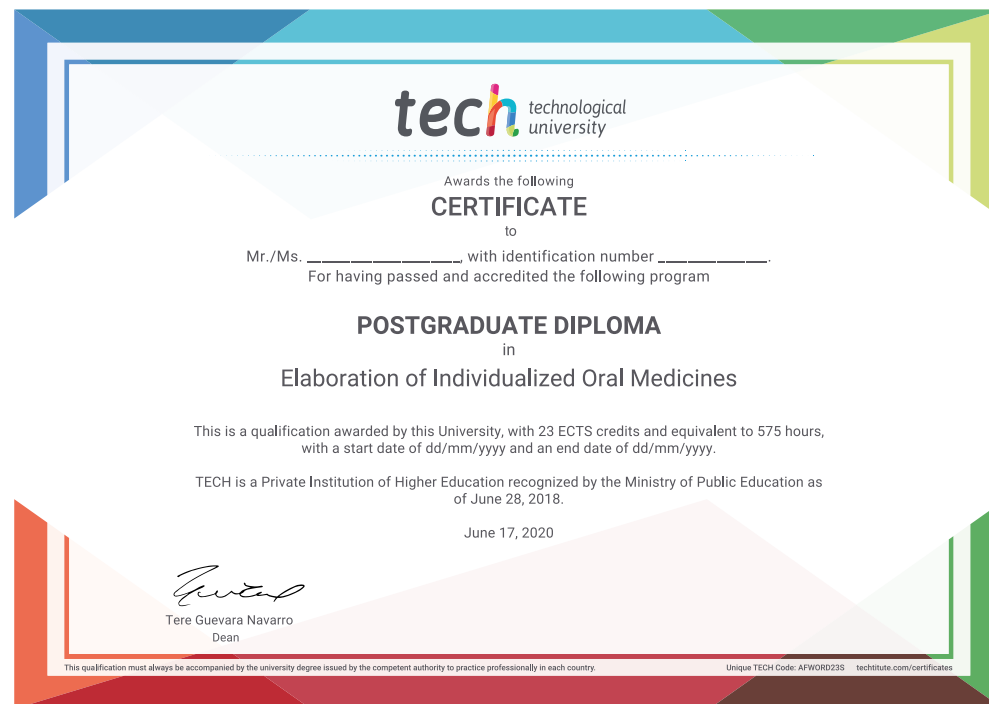 tech technological
university
Awards the following
CERTIFICATE
to
Mr./Ms. ____________________, with identification number ______________.
For having passed and accredited the following program
POSTGRADUATE DIPLOMA
in
Elaboration of Individualized Oral Medicines
This is a qualification awarded by this University, with 23 ECTS credits and equivalent to 575 hours,
with a start date of dd/mm/yyyy and an end date of dd/mm/yyyy.
TECH is a Private Institution of Higher Education recognized by the Ministry of Public Education as
of June 28, 2018.
June 17, 2020
Tere Guevara Navarro
Dean
This qualification must always be accompanied by the university degree issued by the competent authority to practice professionally in each country. Unique TECH Code: AFWORD23S techtitute.com/certificates